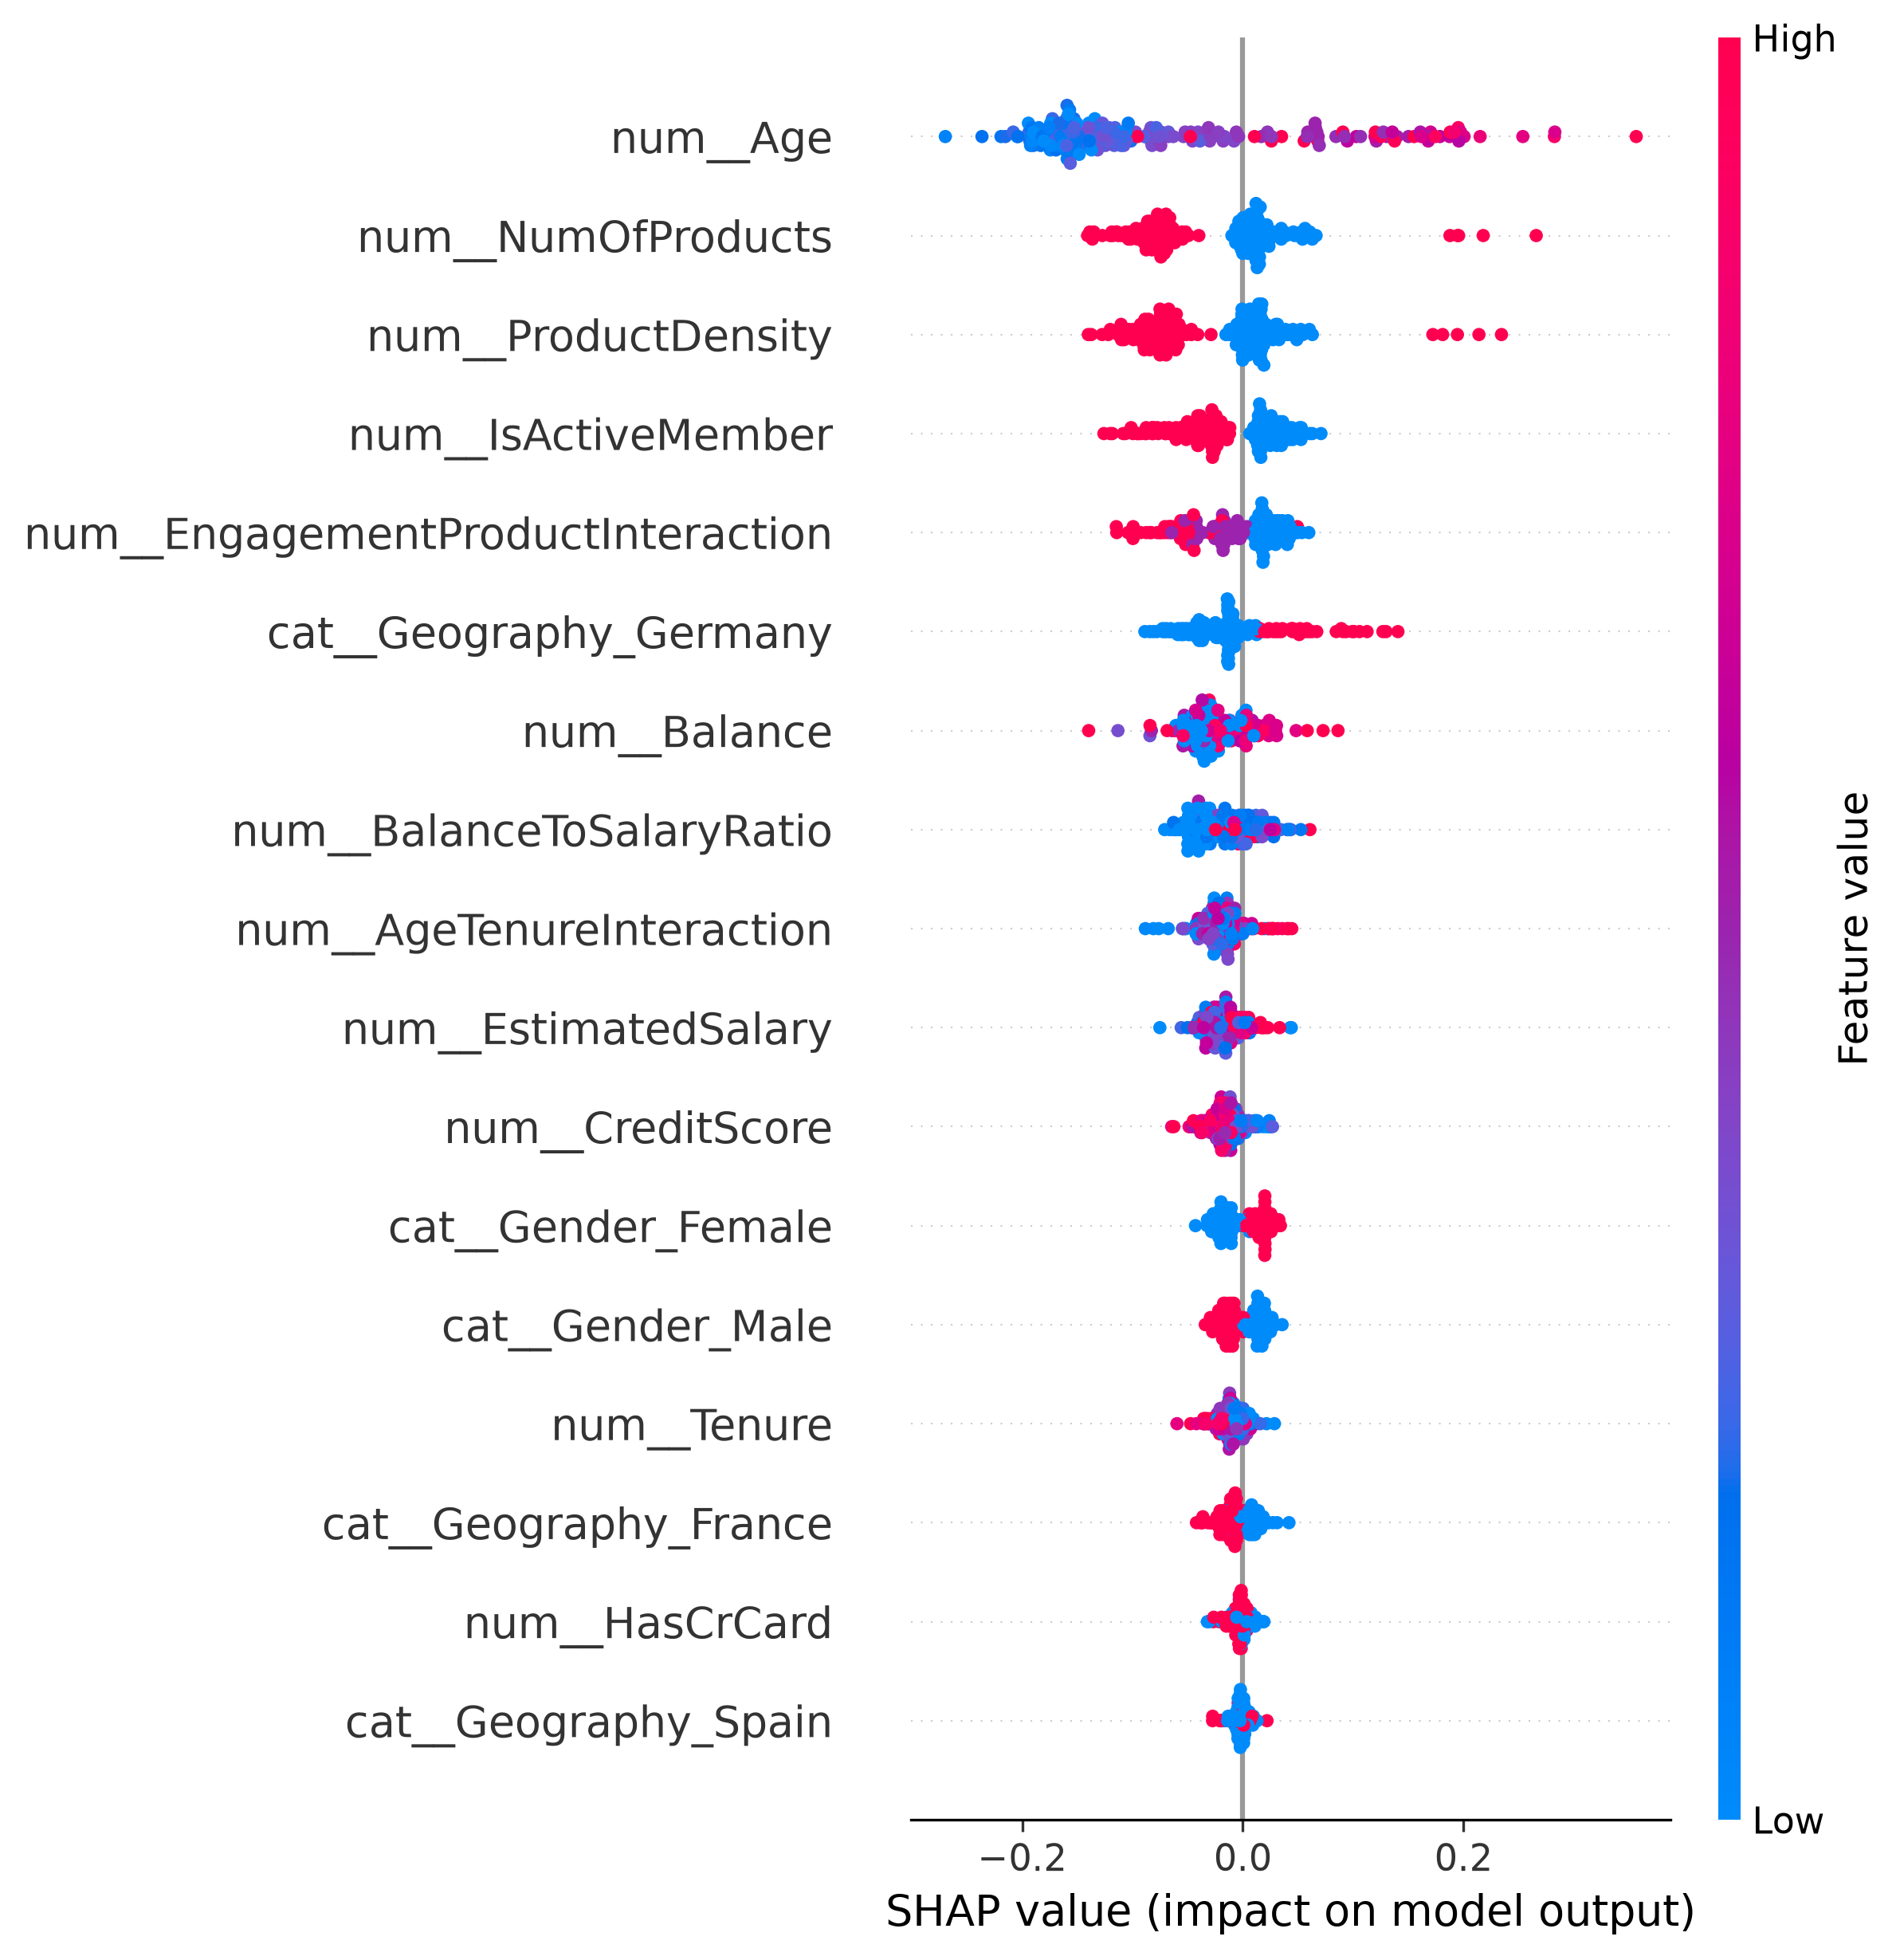 High
num__Age
num__NumOfProducts
num__ProductDensity
num__IsActiveMember
num__EngagementProductInteraction
cat__Geography_Germany
num__Balance
num__BalanceToSalaryRatio
num__AgeTenureInteraction
num__EstimatedSalary
num__CreditScore
cat__Gender_Female
cat__Gender_Male
num__Tenure
cat__Geography_France
num__HasCrCard
cat__Geography_Spain
Feature value
Low
−0.2 0.0 0.2
SHAP value (impact on model output)